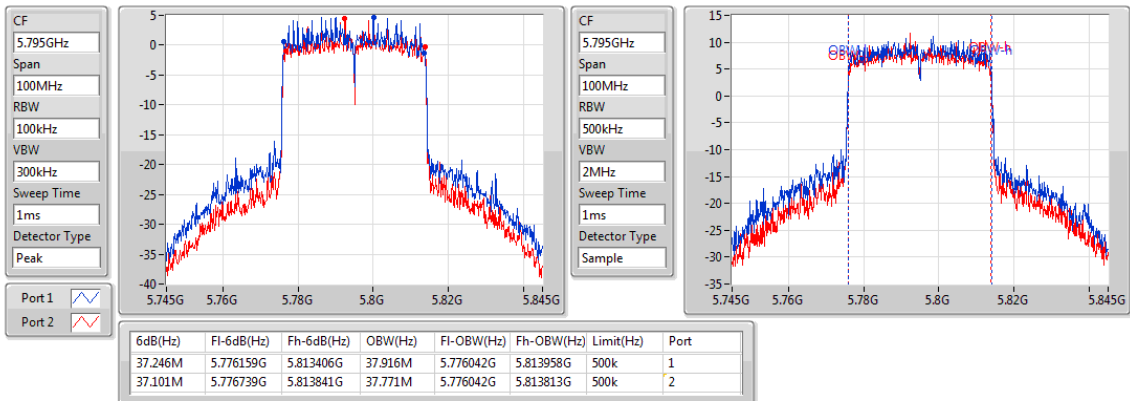 CF
5.795GHz
Span
100MHz
RBW
100kHz
VBW
300kHz
Sweep Time
1ms
Detector Type
Peak
Port 1
Port 2
5
0
-5
-10
-15
-20
-25
-30
-35
-40
5.745G 5.76G 5.78G 5.8G 5.82G 5.845G
CF
5.795GHz
Span
100MHz
RBW
500kHz
VBW
2MHz
Sweep Time
1ms
Detector Type
Sample
15
10
5
0
-5
-10
-15
-20
-25
-30
-35
OBW-h
5.745G 5.76G 5.78G 5.8G 5.82G 5.845G
6dB(Hz) Fl-6dB(Hz) Fh-6dB(Hz) OBW(Hz) Fl-OBW(Hz) Fh-OBW(Hz) Limit(Hz) Port
37.246M 5.776159G 5.813406G 37.916M 5.776042G 5.813958G 500k 1
37.101M 5.776739G 5.813841G 37.771M 5.776042G 5.813813G 500k 2